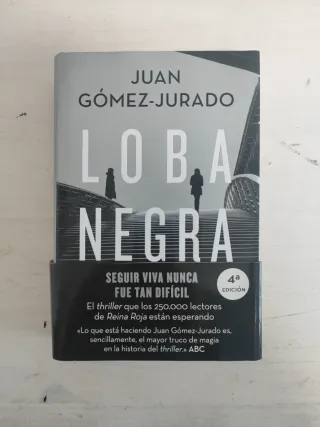 JUAN
GÓMEZ-JURADO
LOBA
NEGRA
SEGUIR VIVA NUNCA
FUE TAN DIFÍCIL
4ª
EDICIÓN
El thriller que los 250.000 lectores
de Reina Roja están esperando
«Lo que está haciendo Juan Gómez-Jurado es,
sencillamente, el mayor truco de magia
en la historia del thriller.» ABC